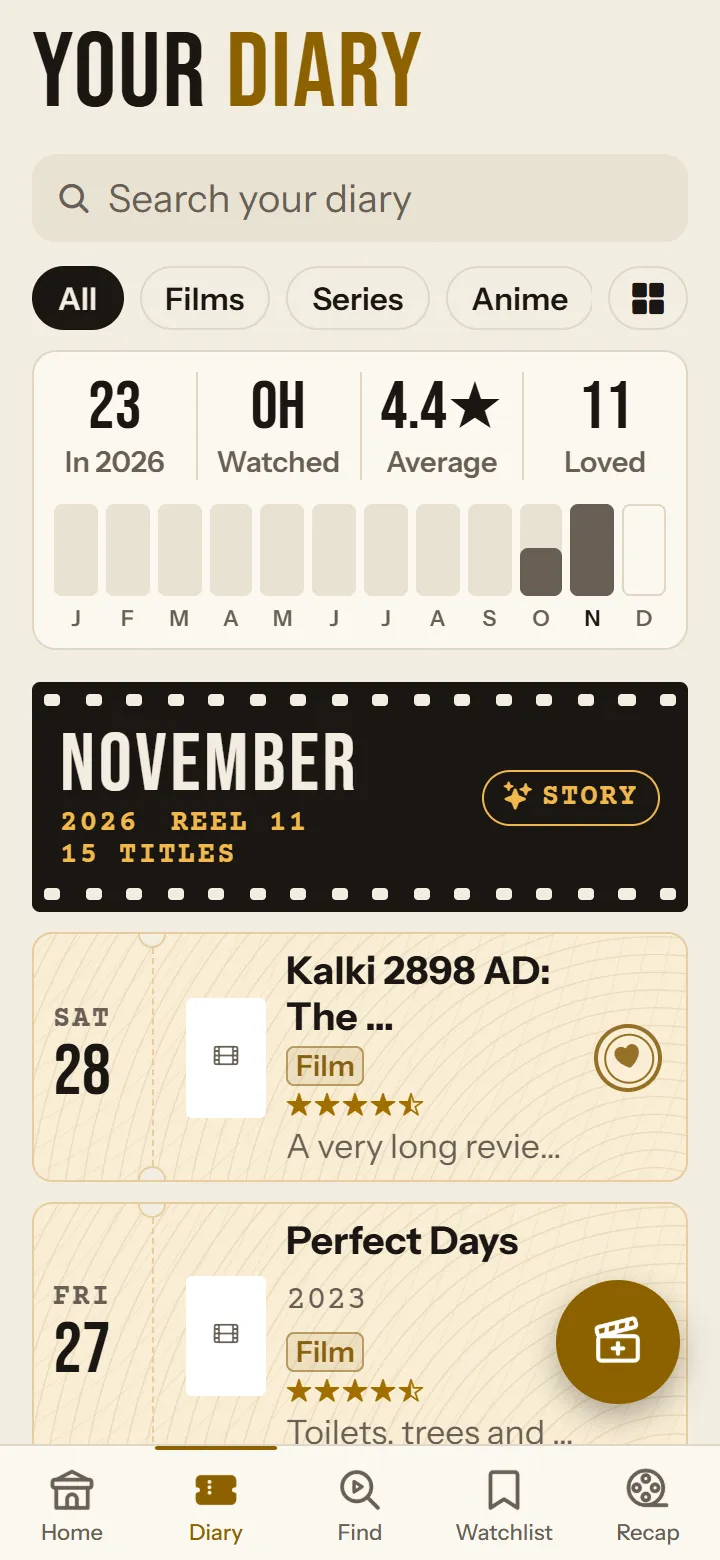 YOUR DIARY
Search your diary
All Films Series Anime
23 0H 4.4★ 11
In 2026 Watched Average Loved
J F M A M J J A S O N D
NOVEMBER
2026 REEL 11
15 TITLES
STORY
Kalki 2898 AD:
The ...
SAT
28
Film
★★★★⯪
A very long revie...
Perfect Days
2023
FRI
27
Film
★★★★⯪
Toilets, trees and ...
Home Diary Find Watchlist Recap